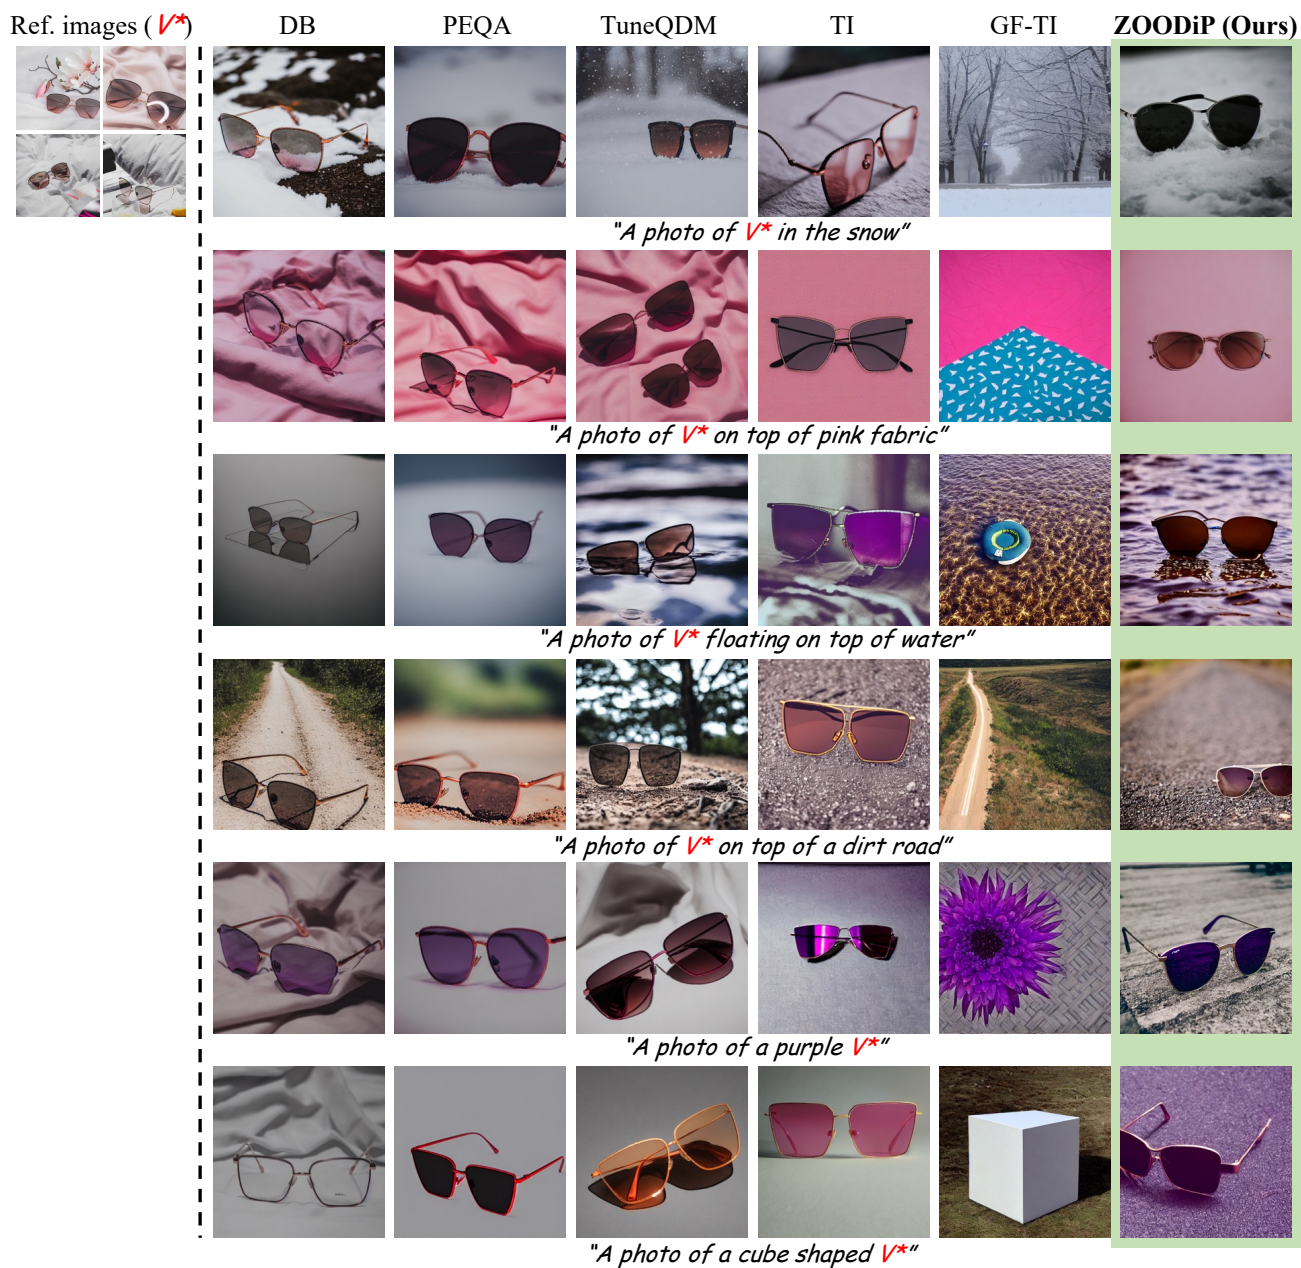 Ref. images (V*) DB PEQA TuneQDM TI GF-TI ZOODiP (Ours)
"A photo of V* in the snow"
"A photo of V* on top of pink fabric"
"A photo of V* floating on top of water"
"A photo of V* on top of a dirt road"
"A photo of a purple V*"
"A photo of a cube shaped V*"